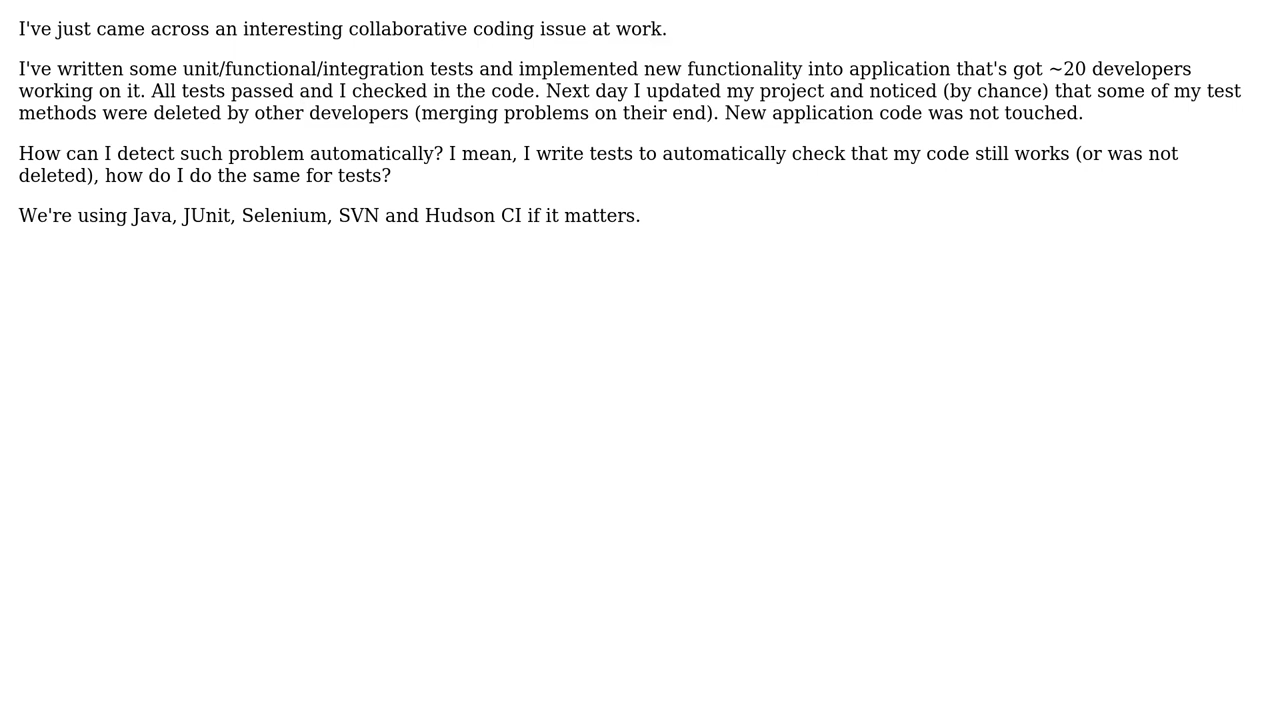 I've just came across an interesting collaborative coding issue at work.
I've written some unit/functional/integration tests and implemented new functionality into application that's got ~20 developers
working on it. All tests passed and I checked in the code. Next day I updated my project and noticed (by chance) that some of my test
methods were deleted by other developers (merging problems on their end). New application code was not touched.
How can I detect such problem automatically? I mean, I write tests to automatically check that my code still works (or was not
deleted), how do I do the same for tests?
We're using Java, JUnit, Selenium, SVN and Hudson CI if it matters.